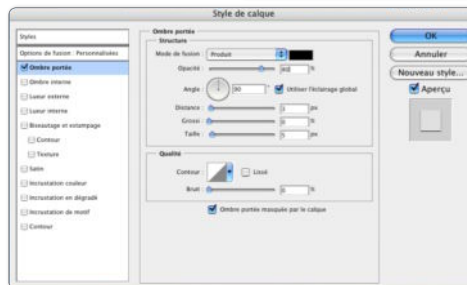 Style de calque
Styles
Options de fusion : Personnalisées
Ombre portée
Ombre interne
Lueur externe
Lueur interne
Biseautage et estampage
Contour
Texture
Satin
Incrustation couleur
Incrustation en dégradé
Incrustation de motif
Contour
Ombre portée
Structure
Mode de fusion : Produit
Opacité : %
Angle : 90 ° Utiliser l'éclairage global
Distance : px
Grossi : %
Taille : 5 px
Qualité
Contour : Lissé
Bruit : 0 %
Ombre portée masquée par le calque
OK
Annuler
Nouveau style...
Aperçu